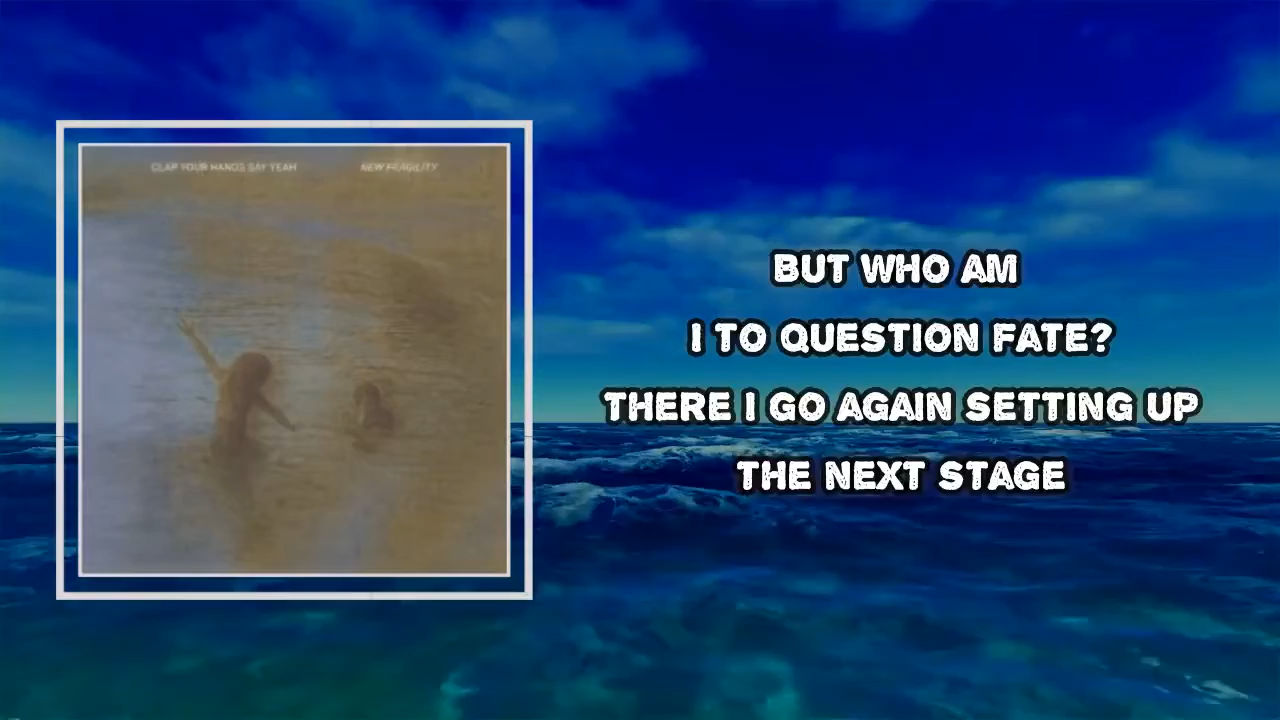 CLAP YOUR HANDS SAY YEAH NEW FRAGILITY
BUT WHO AM
I TO QUESTION FATE?
THERE I GO AGAIN SETTING UP
THE NEXT STAGE